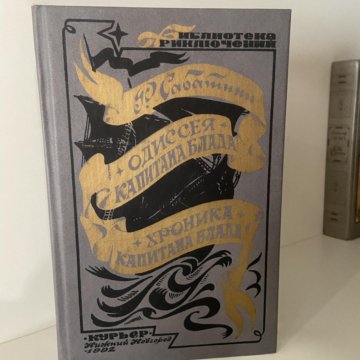 БИБЛИОТЕКА
ПРИКЛЮЧЕНИЙ
Р. Сабатини
ОДИССЕЯ
КАПИТАНА БЛАДА
ХРОНИКА
КАПИТАНА БЛАДА
•КУРЬЕР•
Нижний Новгород
1992